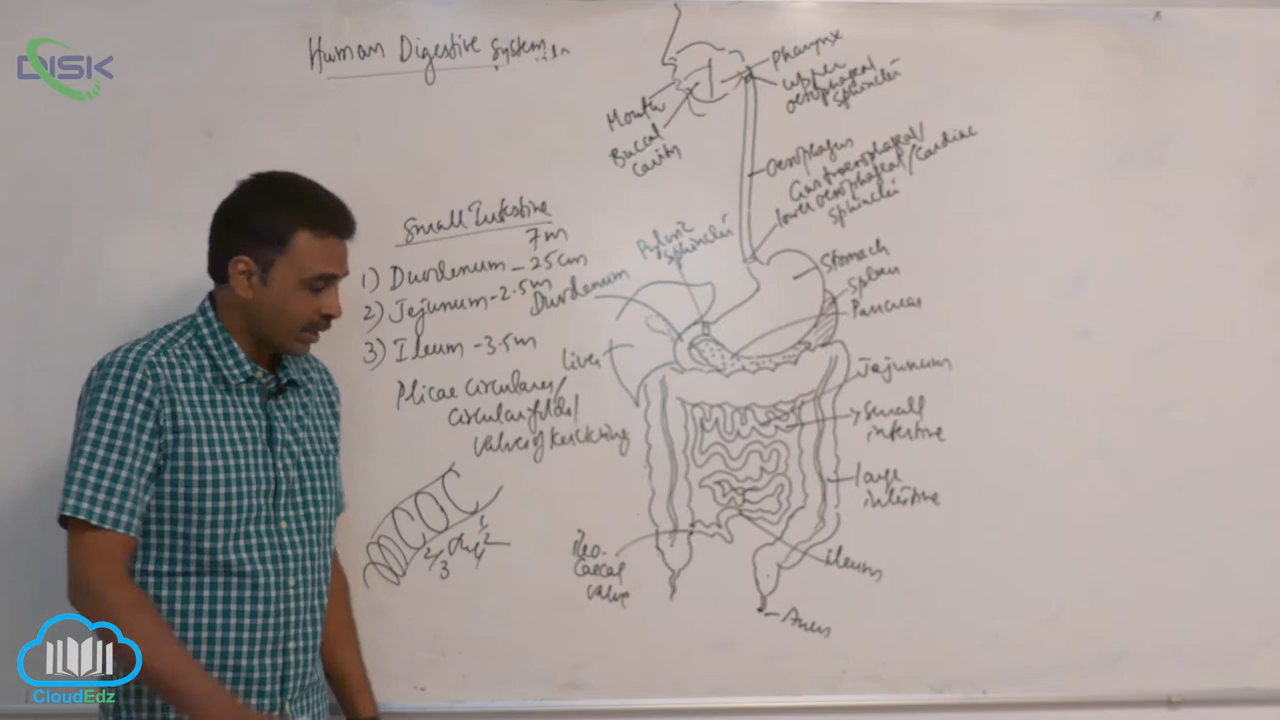 DISK
Human Digestive System
Pharynx
upper
oesophageal
sphincter
Mouth
Buccal
cavity
Oesophagus
Gastroesophageal/
lower oesophageal/Cardiac
sphincter
Small Intestine
7m
1) Duodenum - 25cm
2) Jejunum - 2.5m
3) Ileum - 3.5m
Plicae Circulares/
Circular folds/
valves of Kerckring
2/3
Pyloric
sphincter
Duodenum
Liver
Stomach
Spleen
Pancreas
Jejunum
Small
intestine
large
intestine
Ileo-
Caecal
valve
Ileum
Anus
CloudEdz